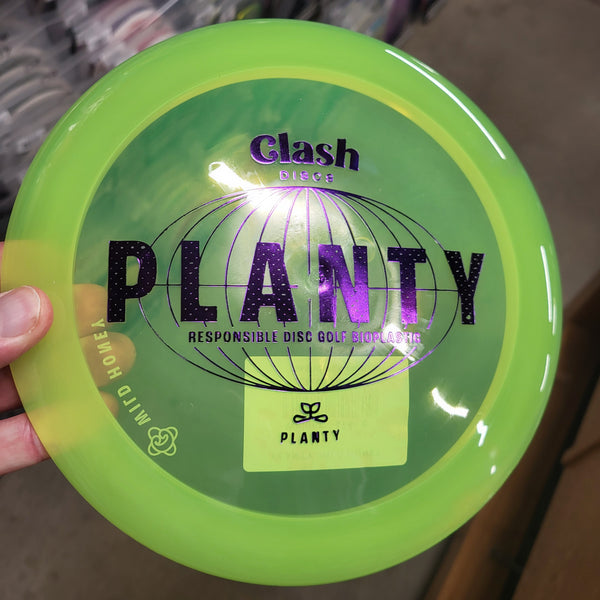 Clash
DISCS
PLANTY
RESPONSIBLE DISC GOLF BIOPLASTIC
WILD HONEY
PLANTY